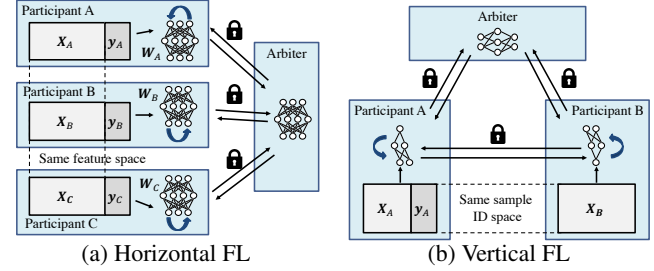 Participant A
X_A y_A
W_A
Participant B
X_B y_B
W_B
Same feature space
X_C y_C
W_C
Participant C
Arbiter
(a) Horizontal FL
Arbiter
Participant A
Participant B
X_A y_A
Same sample
ID space
X_B
(b) Vertical FL